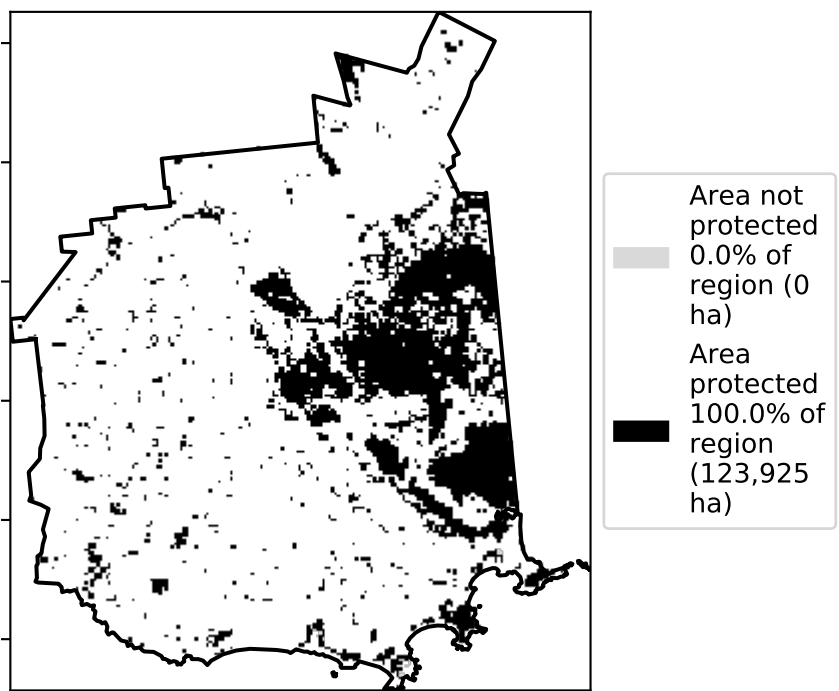 Area not
protected
0.0% of
region (0
ha)
Area
protected
100.0% of
region
(123,925
ha)